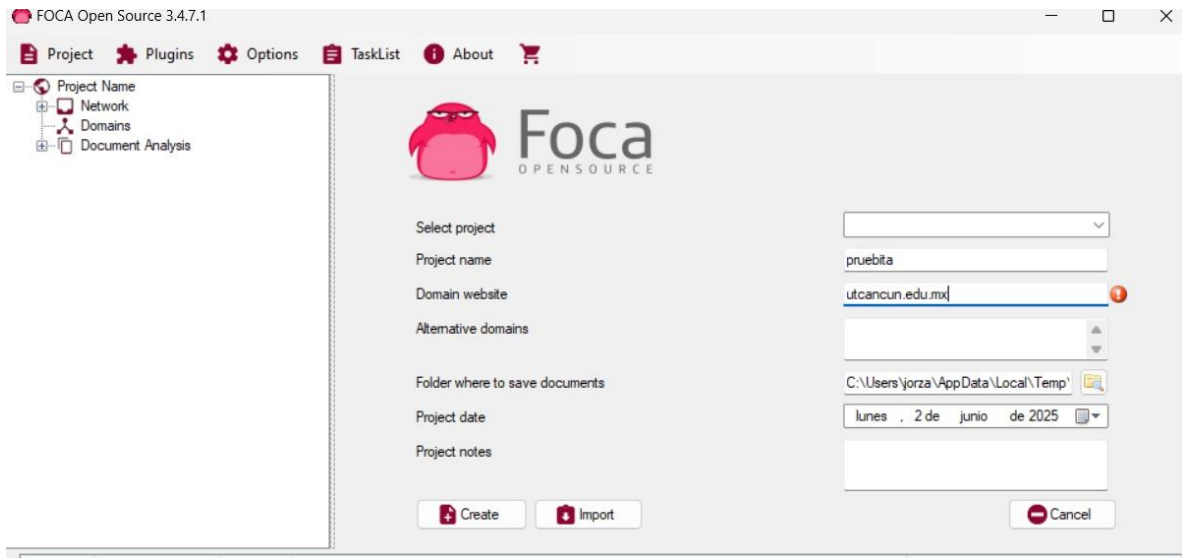 FOCA Open Source 3.4.7.1
Project Plugins Options TaskList About
Project Name
Network
Domains
Document Analysis
Foca
OPENSOURCE
Select project
Project name pruebita
Domain website utcancun.edu.mx
Alternative domains
Folder where to save documents C:\Users\jorza\AppData\Local\Temp\
Project date lunes , 2 de junio de 2025
Project notes
Create Import Cancel